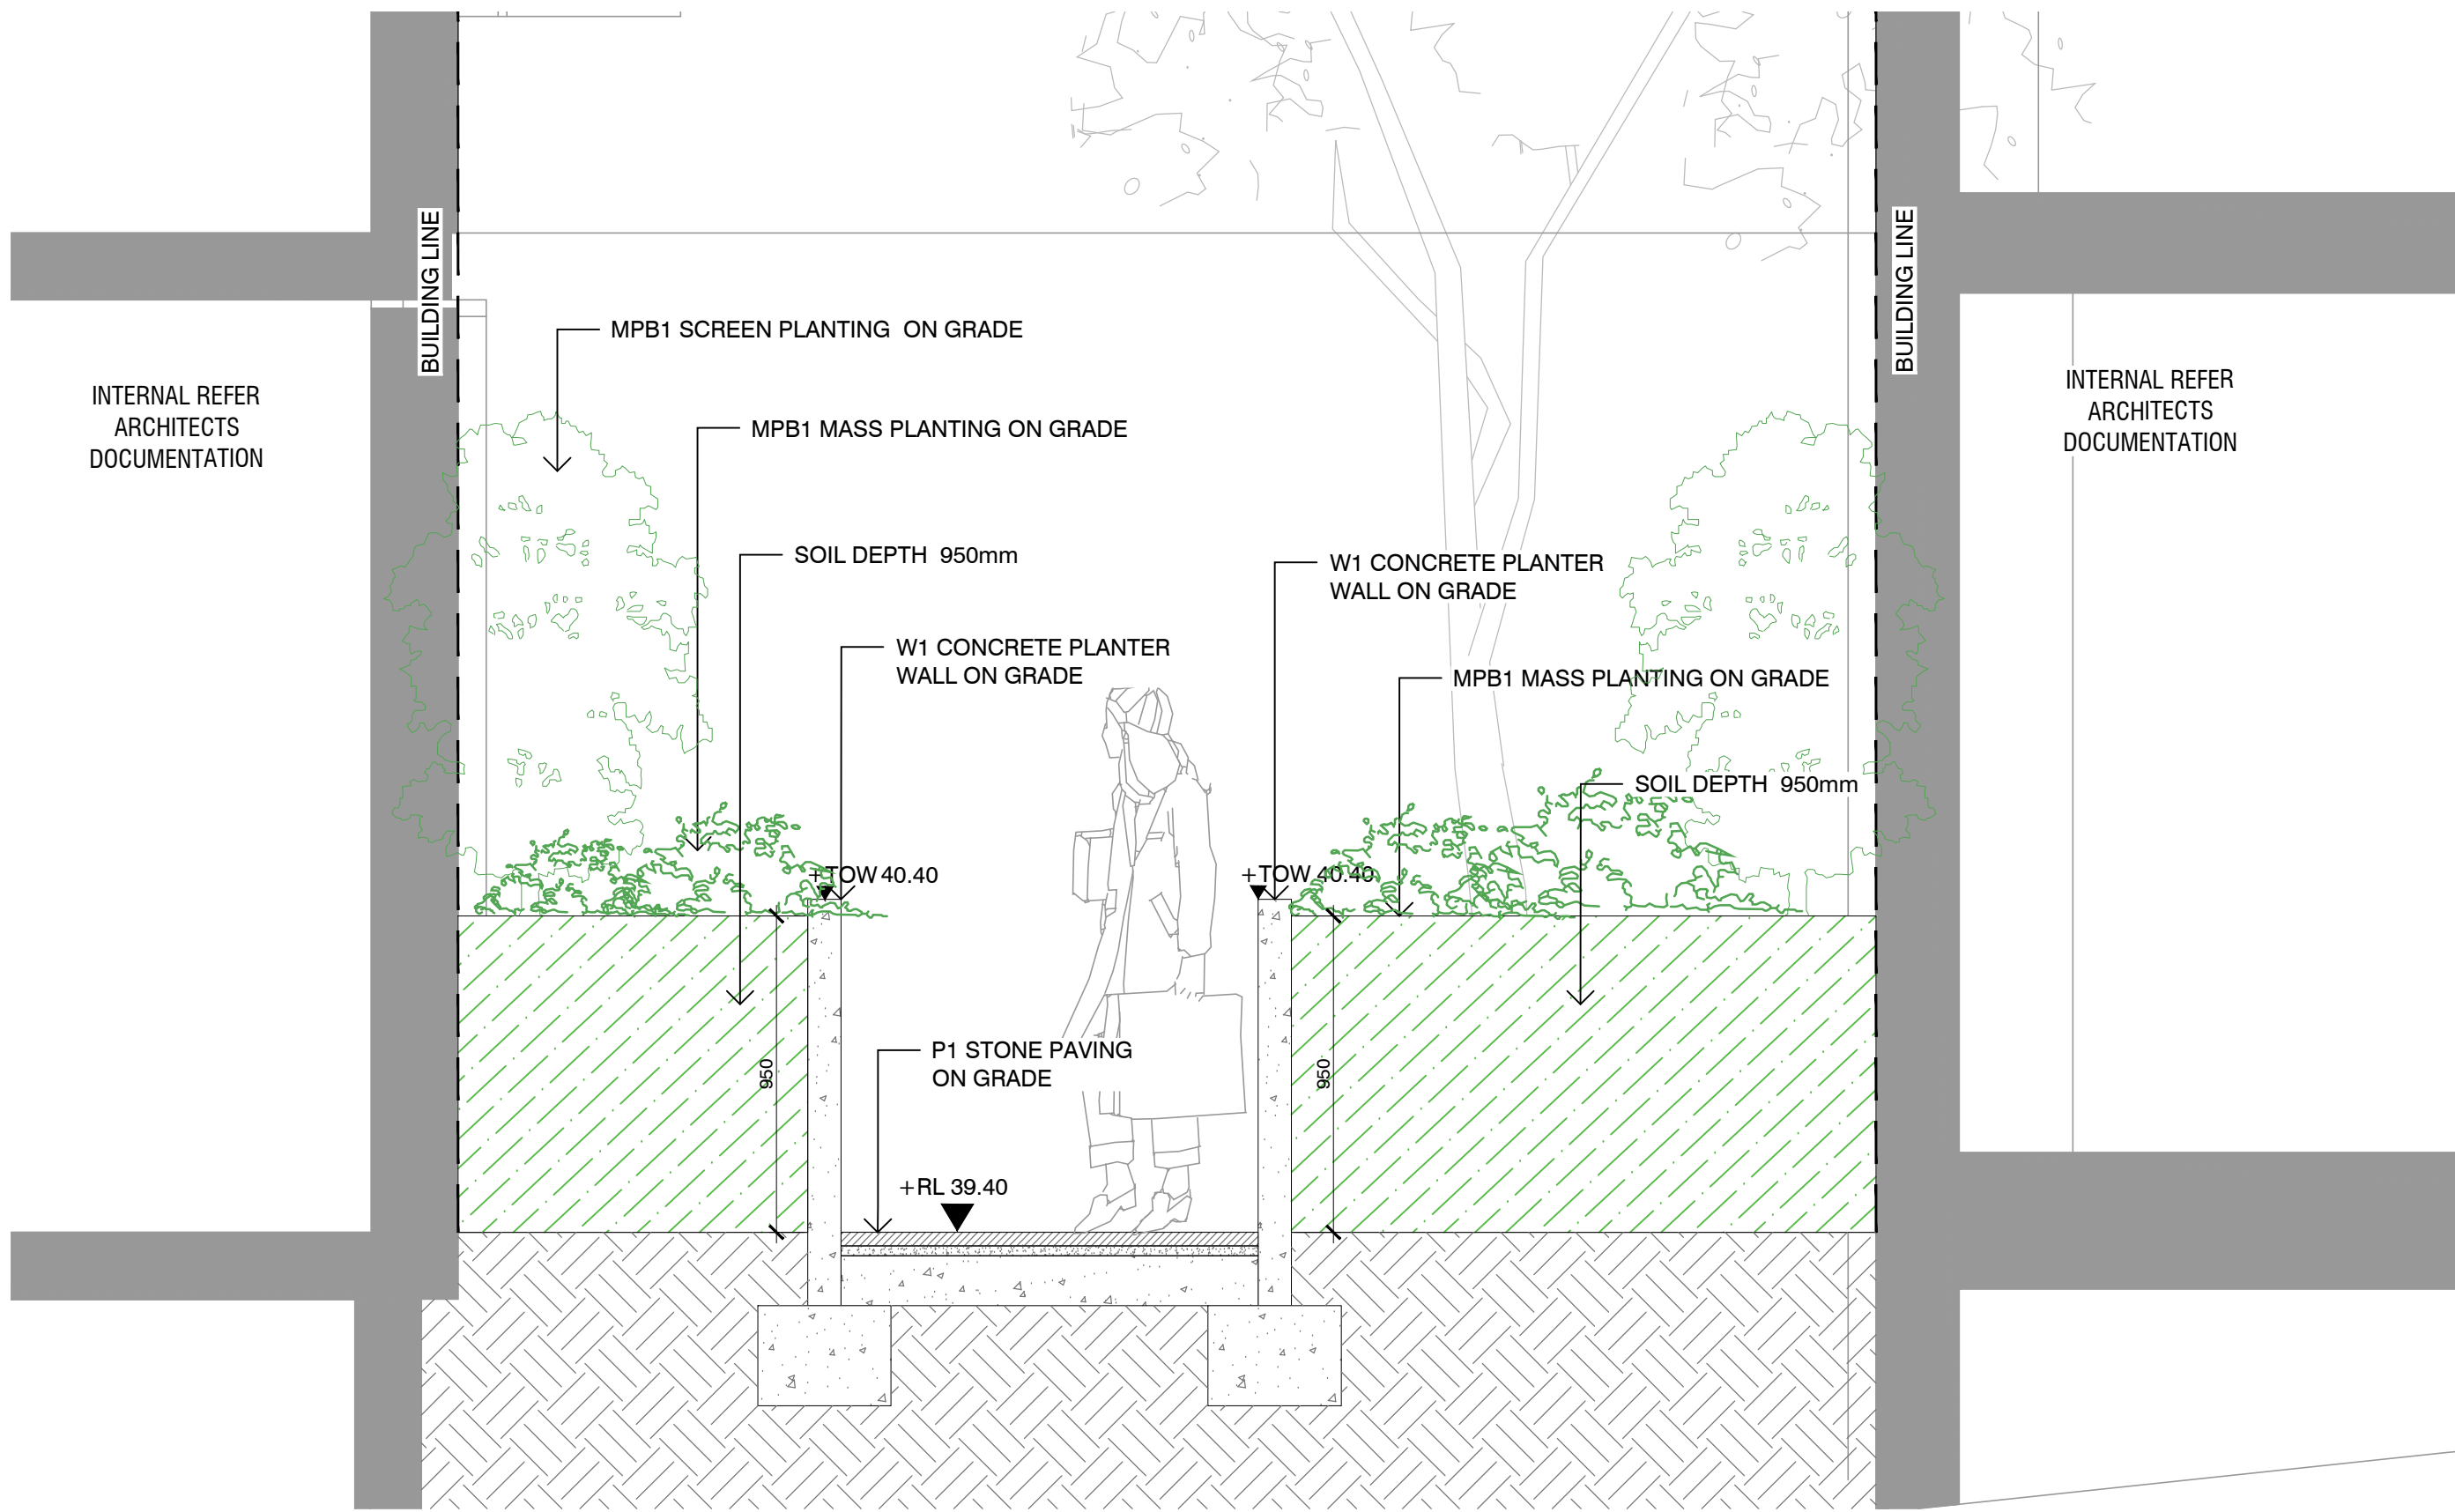 BUILDING LINE
BUILDING LINE
MPB1 SCREEN PLANTING  ON GRADE
INTERNAL REFER
ARCHITECTS
DOCUMENTATION
INTERNAL REFER
ARCHITECTS
DOCUMENTATION
MPB1 MASS PLANTING ON GRADE
SOIL DEPTH  950mm
W1 CONCRETE PLANTER
WALL ON GRADE
W1 CONCRETE PLANTER
WALL ON GRADE
MPB1 MASS PLANTING ON GRADE
SOIL DEPTH  950mm
+TOW 40.40
+TOW 40.40
P1 STONE PAVING
ON GRADE
950
950
+RL 39.40